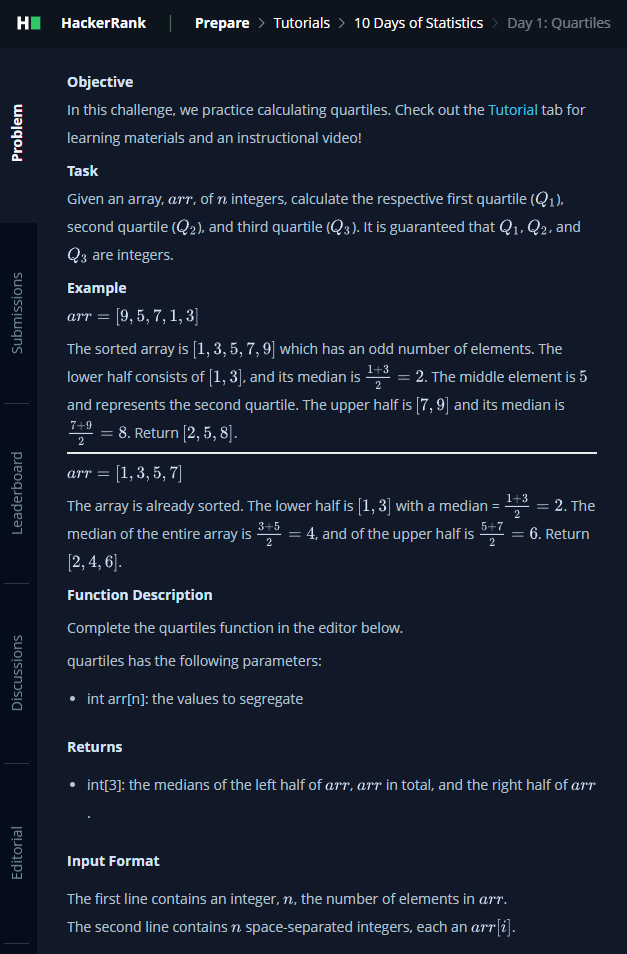 HackerRank | Prepare > Tutorials > 10 Days of Statistics > Day 1: Quartiles
Problem
Submissions
Leaderboard
Discussions
Editorial
Objective
In this challenge, we practice calculating quartiles. Check out the Tutorial tab for
learning materials and an instructional video!
Task
Given an array, arr, of n integers, calculate the respective first quartile (Q₁),
second quartile (Q₂), and third quartile (Q₃). It is guaranteed that Q₁, Q₂, and
Q₃ are integers.
Example
arr = [9, 5, 7, 1, 3]
The sorted array is [1, 3, 5, 7, 9] which has an odd number of elements. The
lower half consists of [1, 3], and its median is (1+3)/2 = 2. The middle element is 5
and represents the second quartile. The upper half is [7, 9] and its median is
(7+9)/2 = 8. Return [2, 5, 8].
arr = [1, 3, 5, 7]
The array is already sorted. The lower half is [1, 3] with a median = (1+3)/2 = 2. The
median of the entire array is (3+5)/2 = 4, and of the upper half is (5+7)/2 = 6. Return
[2, 4, 6].
Function Description
Complete the quartiles function in the editor below.
quartiles has the following parameters:
• int arr[n]: the values to segregate
Returns
• int[3]: the medians of the left half of arr, arr in total, and the right half of arr
.
Input Format
The first line contains an integer, n, the number of elements in arr.
The second line contains n space-separated integers, each an arr[i].